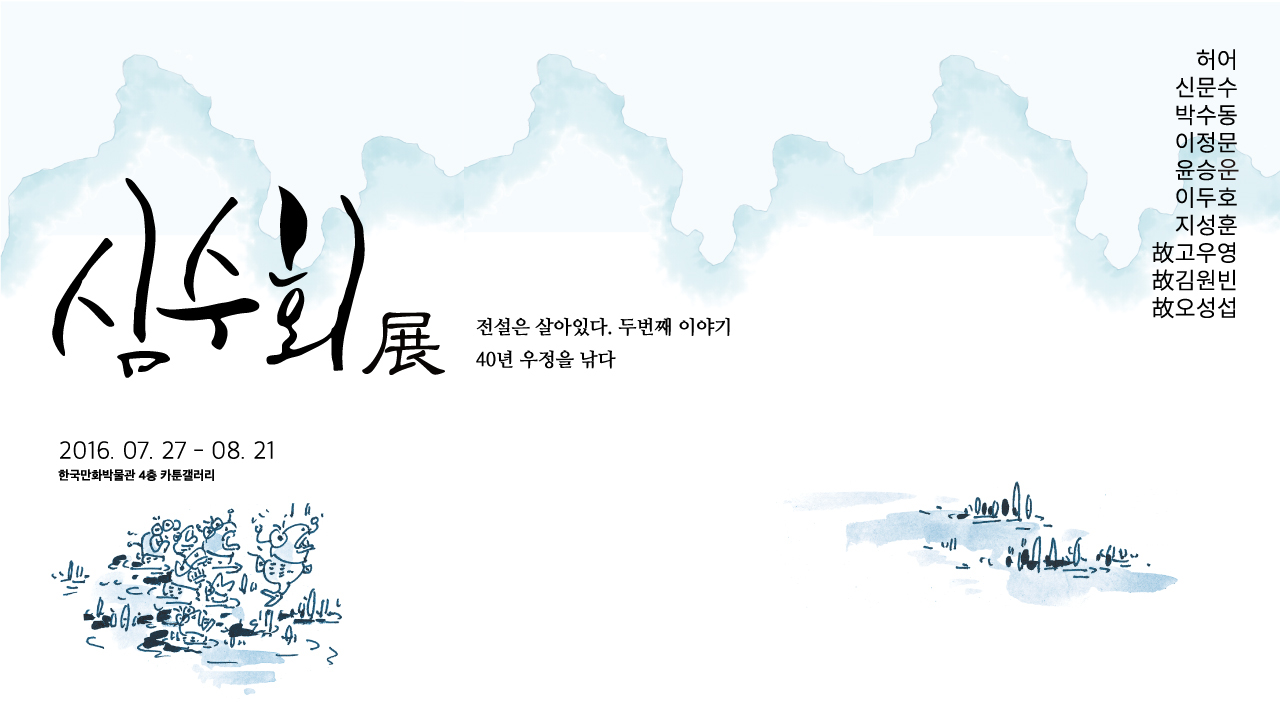 심수회展
전설은 살아있다. 두번째 이야기
40년 우정을 낚다
2016. 07. 27 - 08. 21
한국만화박물관 4층 카툰갤러리
허어
신문수
박수동
이정문
윤승운
이두호
지성훈
故고우영
故김원빈
故오성섭